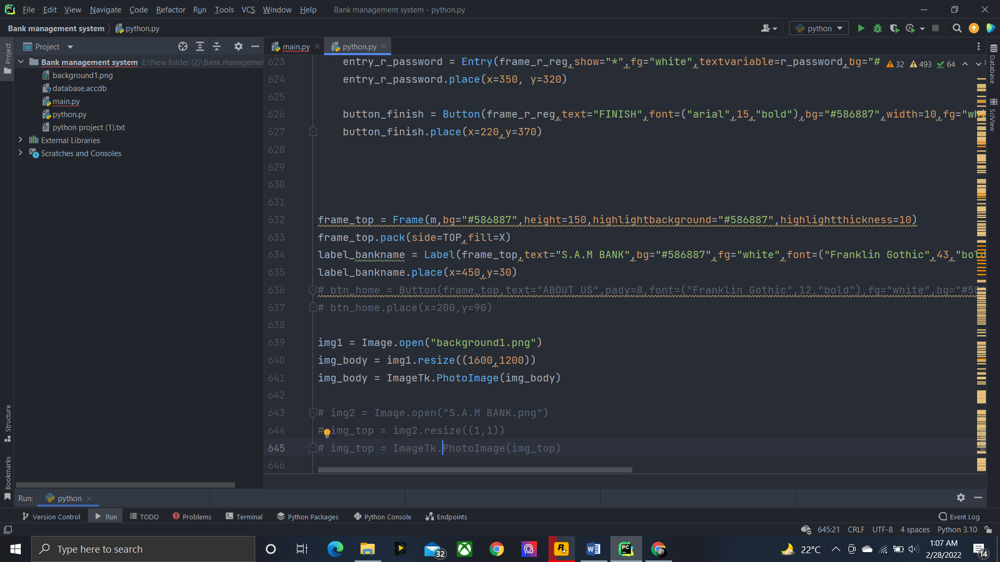 File Edit View Navigate Code Refactor Run Tools VCS Window Help Bank management system - python.py
Bank management system python.py python
Project main.py python.py
Project
Bank management system E:\New folder (2)\Bank managemen
background1.png
database.accdb
main.py
python.py
python project (1).txt
External Libraries
Scratches and Consoles
32 493 64
623 entry_r_password = Entry(frame_r_reg,show="*",fg="white",textvariable=r_password,bg="#
624 entry_r_password.place(x=350, y=320)
625
626 button_finish = Button(frame_r_reg,text="FINISH",font=("arial",15,"bold"),bg="#586887",width=10,fg="whi
627 button_finish.place(x=220,y=370)
628
629
630
631
632 frame_top = Frame(m,bg="#586887",height=150,highlightbackground="#586887",highlightthickness=10)
633 frame_top.pack(side=TOP,fill=X)
634 label_bankname = Label(frame_top,text="S.A.M BANK",bg="#586887",fg="white",font=("Franklin Gothic",43,"bold
635 label_bankname.place(x=450,y=30)
636 # btn_home = Button(frame_top,text="ABOUT US",pady=8,font=("Franklin Gothic",12,"bold"),fg="white",bg="#586
637 # btn_home.place(x=200,y=90)
638
639 img1 = Image.open("background1.png")
640 img_body = img1.resize((1600,1200))
641 img_body = ImageTk.PhotoImage(img_body)
642
643 # img2 = Image.open("S.A.M BANK.png")
644 # img_top = img2.resize((1,1))
645 # img_top = ImageTk.PhotoImage(img_top)
646
Database
SciView
Structure
Bookmarks
Run: python
Version Control Run TODO Problems Terminal Python Packages Python Console Endpoints Event Log
645:21 CRLF UTF-8 4 spaces Python 3.10
Type here to search 32 22°C 1:07 AM
2/28/2022 14